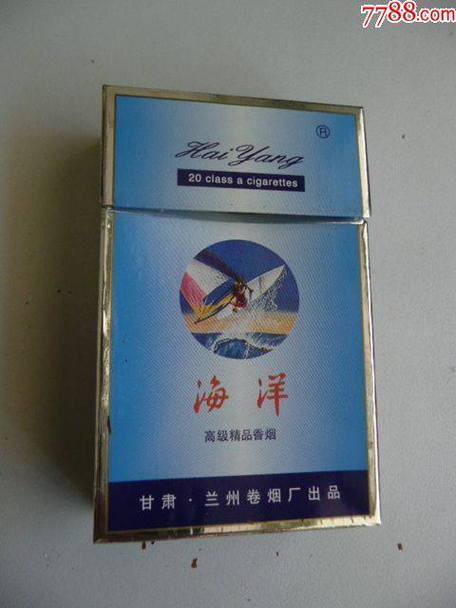 7788.com
Hai Yang
®
20 class a cigarettes
海洋
高级精品香烟
甘肃·兰州卷烟厂出品